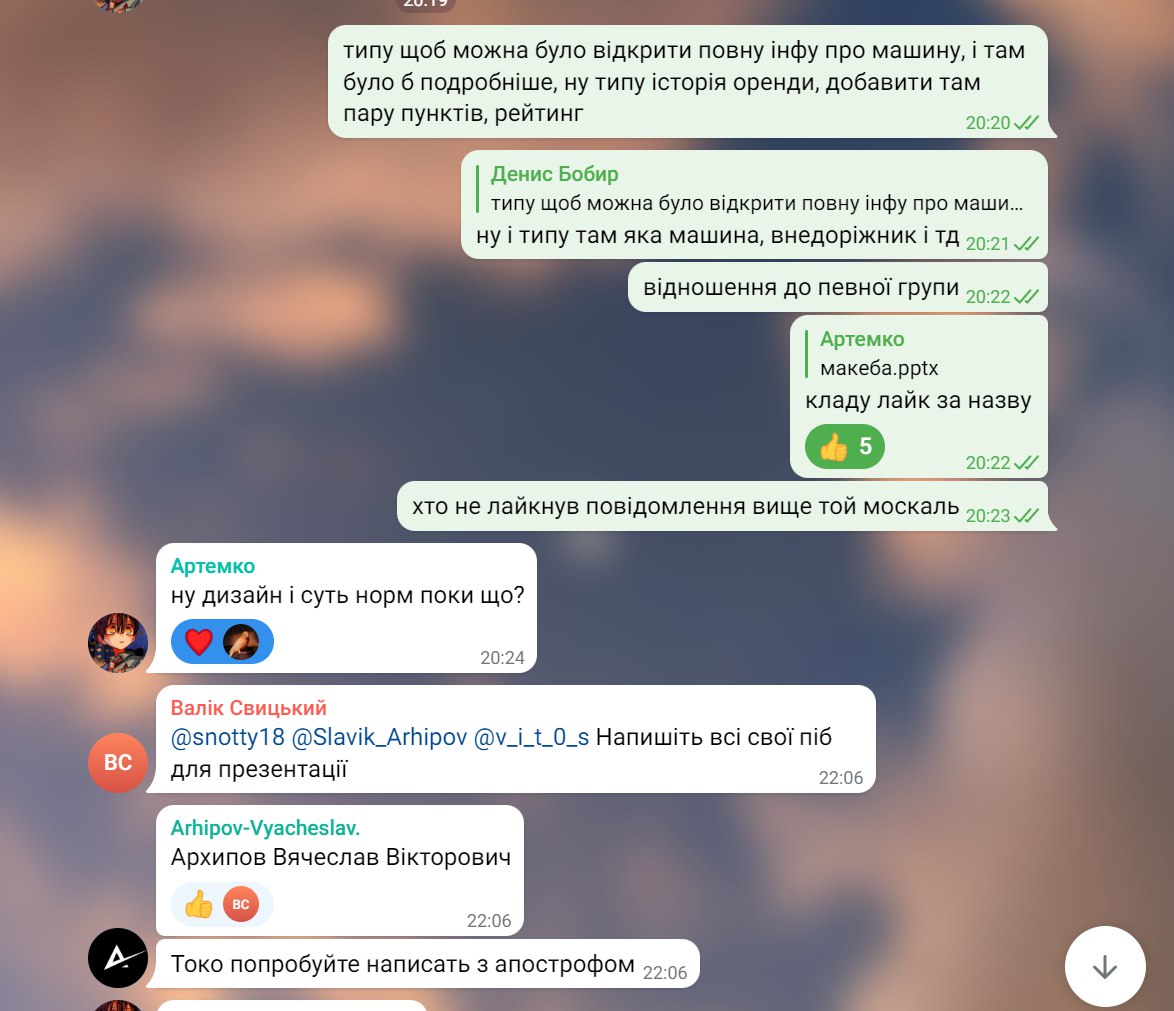 20:19
типу щоб можна було відкрити повну інфу про машину, і там
було б подробніше, ну типу історія оренди, добавити там
пару пунктів, рейтинг
20:20
Денис Бобир
типу щоб можна було відкрити повну інфу про маши...
ну і типу там яка машина, внедоріжник і тд 20:21
відношення до певної групи 20:22
Артемко
макеба.pptx
кладу лайк за назву
5
20:22
хто не лайкнув повідомлення вище той москаль 20:23
Артемко
ну дизайн і суть норм поки що?
20:24
Валік Свицький
@snotty18 @Slavik_Arhipov @v_i_t_0_s Напишіть всі свої піб
для презентації
ВС
22:06
Arhipov-Vyacheslav.
Архипов Вячеслав Вікторович
ВС
22:06
Токо попробуйте написать з апострофом 22:06